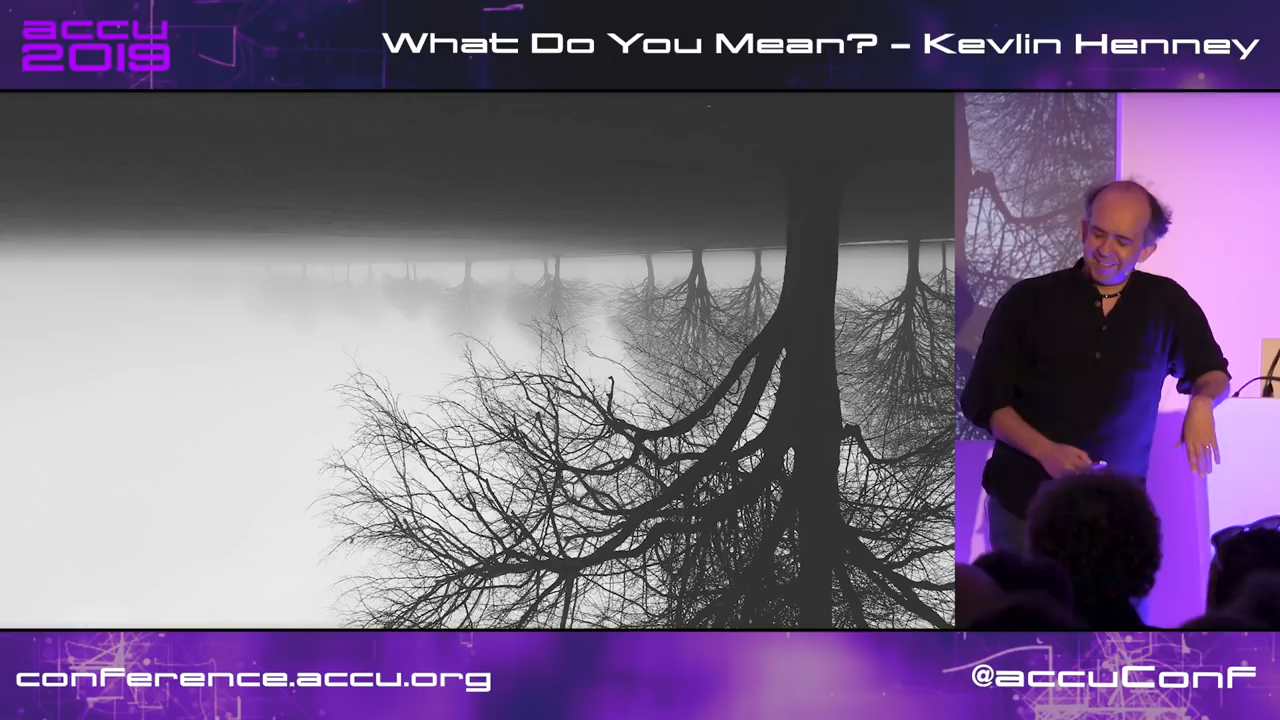 accu
2019
What Do You Mean? – Kevlin Henney
conference.accu.org
@accuConf